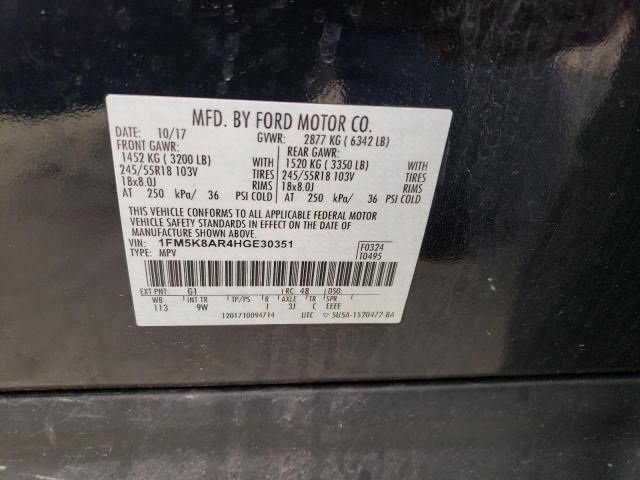 MFD. BY FORD MOTOR CO.
DATE: 10/17 GVWR: 2877 KG ( 6342 LB)
FRONT GAWR: REAR GAWR:
1452 KG ( 3200 LB) WITH 1520 KG ( 3350 LB) WITH
245/55R18 103V TIRES 245/55R18 103V TIRES
18x8.0J RIMS 18x8.0J RIMS
AT 250 kPa/ 36 PSI COLD AT 250 kPa/ 36 PSI COLD
THIS VEHICLE CONFORMS TO ALL APPLICABLE FEDERAL MOTOR
VEHICLE SAFETY STANDARDS IN EFFECT ON THE DATE OF
MANUFACTURE SHOWN ABOVE.
VIN: 1FM5K8AR4HGE30351 F0324
TYPE: MPV T0495
EXT PNT: G1 RC: 48 DSO:
WB INT TR TP/PS R AXLE TR SPR
113 9W I 3J C EEEE
1201710094714 UTC ▽ 5U5A-1520472-BA